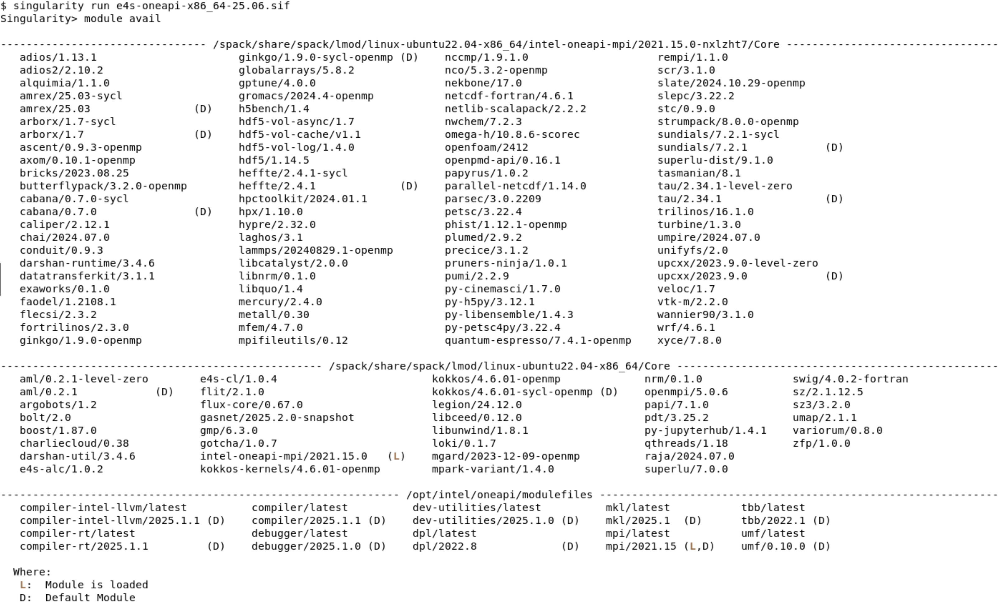 $ singularity run e4s-oneapi-x86_64-25.06.sif
Singularity> module avail
-------------------------------- /spack/share/spack/lmod/linux-ubuntu22.04-x86_64/intel-oneapi-mpi/2021.15.0-nxlzht7/Core ---------------------------------
adios/1.13.1 ginkgo/1.9.0-sycl-openmp (D) nccmp/1.9.1.0 rempi/1.1.0
adios2/2.10.2 globalarrays/5.8.2 nco/5.3.2-openmp scr/3.1.0
alquimia/1.1.0 gptune/4.0.0 nekbone/17.0 slate/2024.10.29-openmp
amrex/25.03-sycl gromacs/2024.4-openmp netcdf-fortran/4.6.1 slepc/3.22.2
amrex/25.03 (D) h5bench/1.4 netlib-scalapack/2.2.2 stc/0.9.0
arborx/1.7-sycl hdf5-vol-async/1.7 nwchem/7.2.3 strumpack/8.0.0-openmp
arborx/1.7 (D) hdf5-vol-cache/v1.1 omega-h/10.8.6-scorec sundials/7.2.1-sycl
ascent/0.9.3-openmp hdf5-vol-log/1.4.0 openfoam/2412 sundials/7.2.1 (D)
axom/0.10.1-openmp hdf5/1.14.5 openpmd-api/0.16.1 superlu-dist/9.1.0
bricks/2023.08.25 heffte/2.4.1-sycl papyrus/1.0.2 tasmanian/8.1
butterflypack/3.2.0-openmp heffte/2.4.1 (D) parallel-netcdf/1.14.0 tau/2.34.1-level-zero
cabana/0.7.0-sycl hpctoolkit/2024.01.1 parsec/3.0.2209 tau/2.34.1 (D)
cabana/0.7.0 (D) hpx/1.10.0 petsc/3.22.4 trilinos/16.1.0
caliper/2.12.1 hypre/2.32.0 phist/1.12.1-openmp turbine/1.3.0
chai/2024.07.0 laghos/3.1 plumed/2.9.2 umpire/2024.07.0
conduit/0.9.3 lammps/20240829.1-openmp precice/3.1.2 unifyfs/2.0
darshan-runtime/3.4.6 libcatalyst/2.0.0 pruners-ninja/1.0.1 upcxx/2023.9.0-level-zero
datatransferkit/3.1.1 libnrm/0.1.0 pumi/2.2.9 upcxx/2023.9.0 (D)
exaworks/0.1.0 libquo/1.4 py-cinemasci/1.7.0 veloc/1.7
faodel/1.2108.1 mercury/2.4.0 py-h5py/3.12.1 vtk-m/2.2.0
flecsi/2.3.2 metall/0.30 py-libensemble/1.4.3 wannier90/3.1.0
fortrilinos/2.3.0 mfem/4.7.0 py-petsc4py/3.22.4 wrf/4.6.1
ginkgo/1.9.0-openmp mpifileutils/0.12 quantum-espresso/7.4.1-openmp xyce/7.8.0
-------------------------------------------------- /spack/share/spack/lmod/linux-ubuntu22.04-x86_64/Core --------------------------------------------------
aml/0.2.1-level-zero e4s-cl/1.0.4 kokkos/4.6.01-openmp nrm/0.1.0 swig/4.0.2-fortran
aml/0.2.1 (D) flit/2.1.0 kokkos/4.6.01-sycl-openmp (D) openmpi/5.0.6 sz/2.1.12.5
argobots/1.2 flux-core/0.67.0 legion/24.12.0 papi/7.1.0 sz3/3.2.0
bolt/2.0 gasnet/2025.2.0-snapshot libceed/0.12.0 pdt/3.25.2 umap/2.1.1
boost/1.87.0 gmp/6.3.0 libunwind/1.8.1 py-jupyterhub/1.4.1 variorum/0.8.0
charliecloud/0.38 gotcha/1.0.7 loki/0.1.7 qthreads/1.18 zfp/1.0.0
darshan-util/3.4.6 intel-oneapi-mpi/2021.15.0 (L) mgard/2023-12-09-openmp raja/2024.07.0
e4s-alc/1.0.2 kokkos-kernels/4.6.01-openmp mpark-variant/1.4.0 superlu/7.0.0
-------------------------------------------------------------- /opt/intel/oneapi/modulefiles --------------------------------------------------------------
compiler-intel-llvm/latest compiler/latest dev-utilities/latest mkl/latest tbb/latest
compiler-intel-llvm/2025.1.1 (D) compiler/2025.1.1 (D) dev-utilities/2025.1.0 (D) mkl/2025.1 (D) tbb/2022.1 (D)
compiler-rt/latest debugger/latest dpl/latest mpi/latest umf/latest
compiler-rt/2025.1.1 (D) debugger/2025.1.0 (D) dpl/2022.8 (D) mpi/2021.15 (L,D) umf/0.10.0 (D)
Where:
L: Module is loaded
D: Default Module